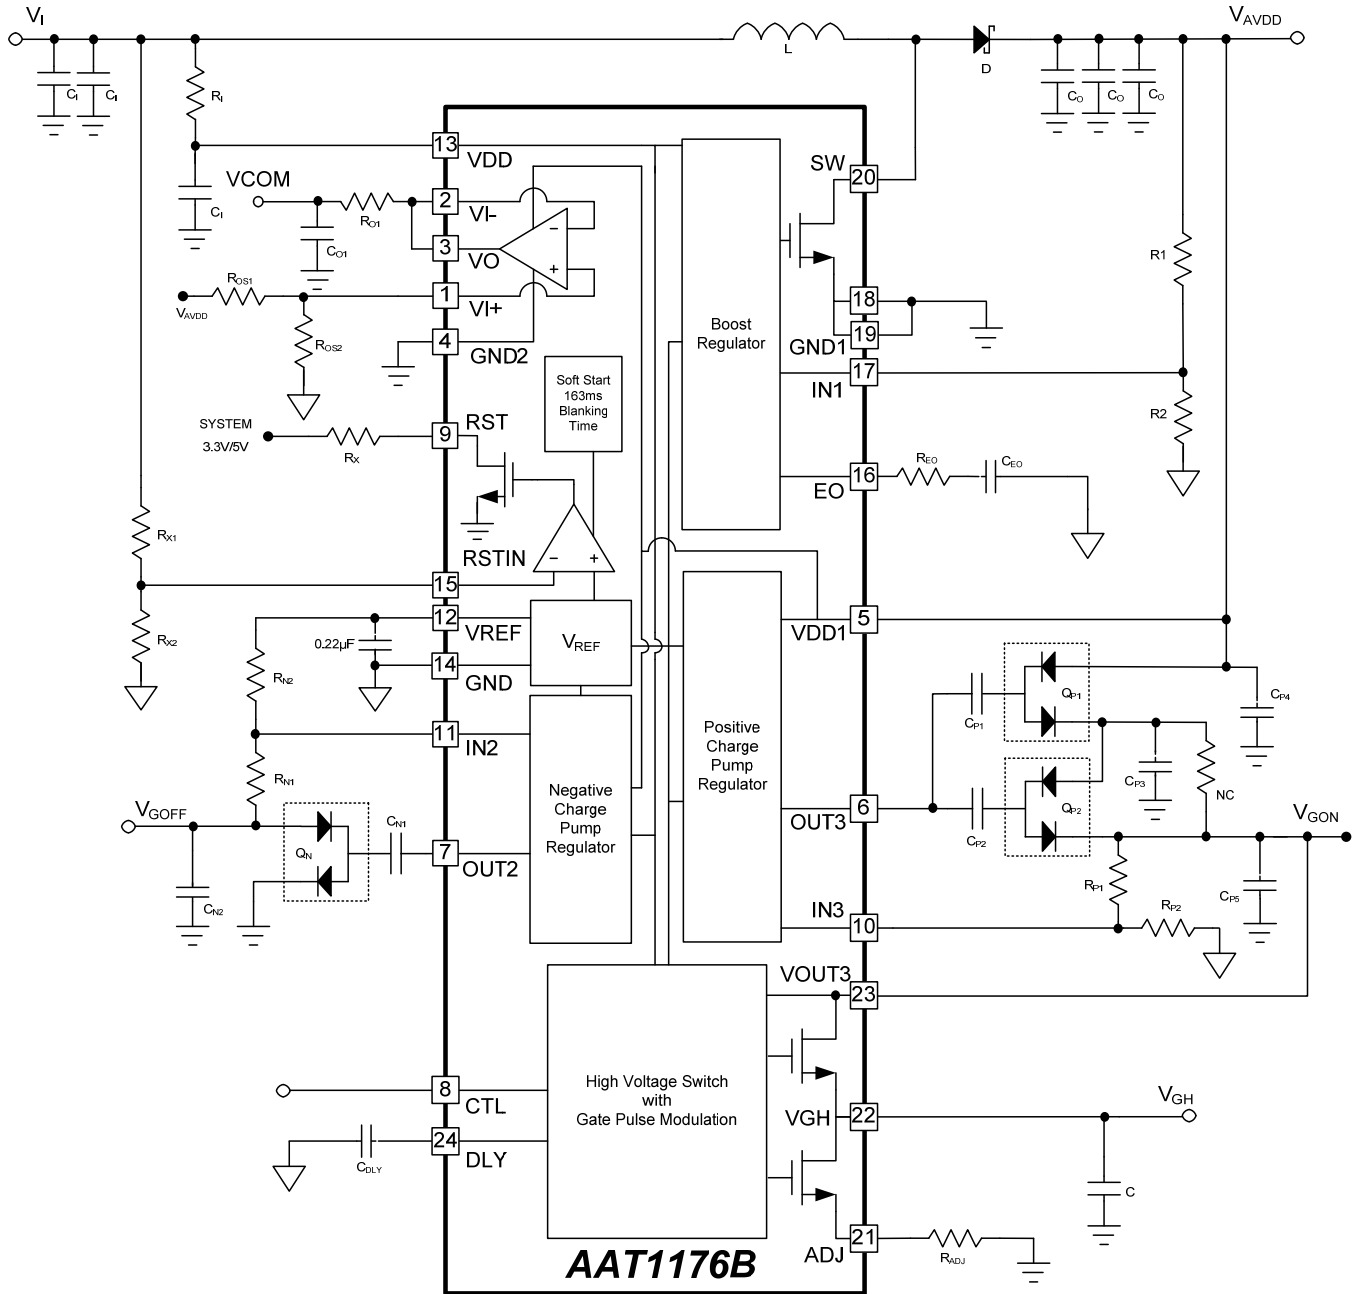 VI
VAVDD
L
D
CI
CI
RI
CO
CO
CO
13
VDD
SW
20
CI
VCOM
RO1
2
VI-
CO1
3
VO
−
+
R1
ROS1
VAVDD
1
VI+
ROS2
4
GND2
Boost
Regulator
18
19
GND1
17
IN1
Soft Start
163ms
Blanking
Time
SYSTEM
3.3V/5V
RX
9
RST
R2
REO
CEO
16
EO
RX1
RSTIN
−
+
15
12
VREF
VREF
0.22µF
RX2
14
GND
5
VDD1
RN2
QP1
CP1
CP4
11
IN2
Positive
Charge
Pump
Regulator
RN1
CP3
NC
QP2
CP2
VGOFF
Negative
Charge
Pump
Regulator
6
OUT3
VGON
QN
CN1
7
OUT2
CN2
RP1
CP5
IN3
10
RP2
VOUT3
23
8
CTL
High Voltage Switch
with
Gate Pulse Modulation
VGH
22
VGH
24
DLY
CDLY
C
21
ADJ
RADJ
AAT1176B